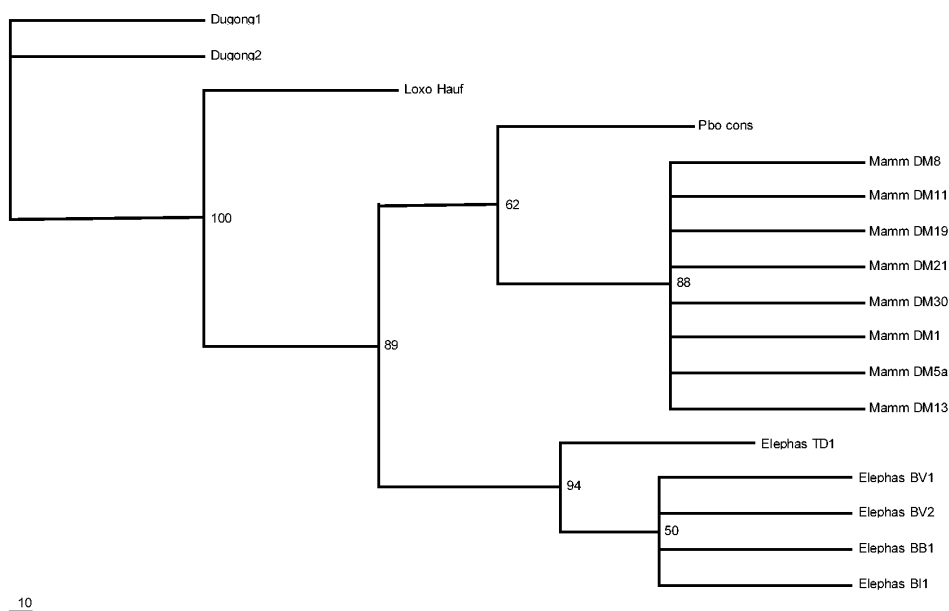 Dugong1
Dugong2
Loxo Hauf
Pbo cons
Mamm DM8
Mamm DM11
62
Mamm DM19
100
Mamm DM21
88
Mamm DM30
Mamm DM1
89
Mamm DM5a
Mamm DM13
Elephas TD1
Elephas BV1
94
Elephas BV2
50
Elephas BB1
Elephas BI1
10